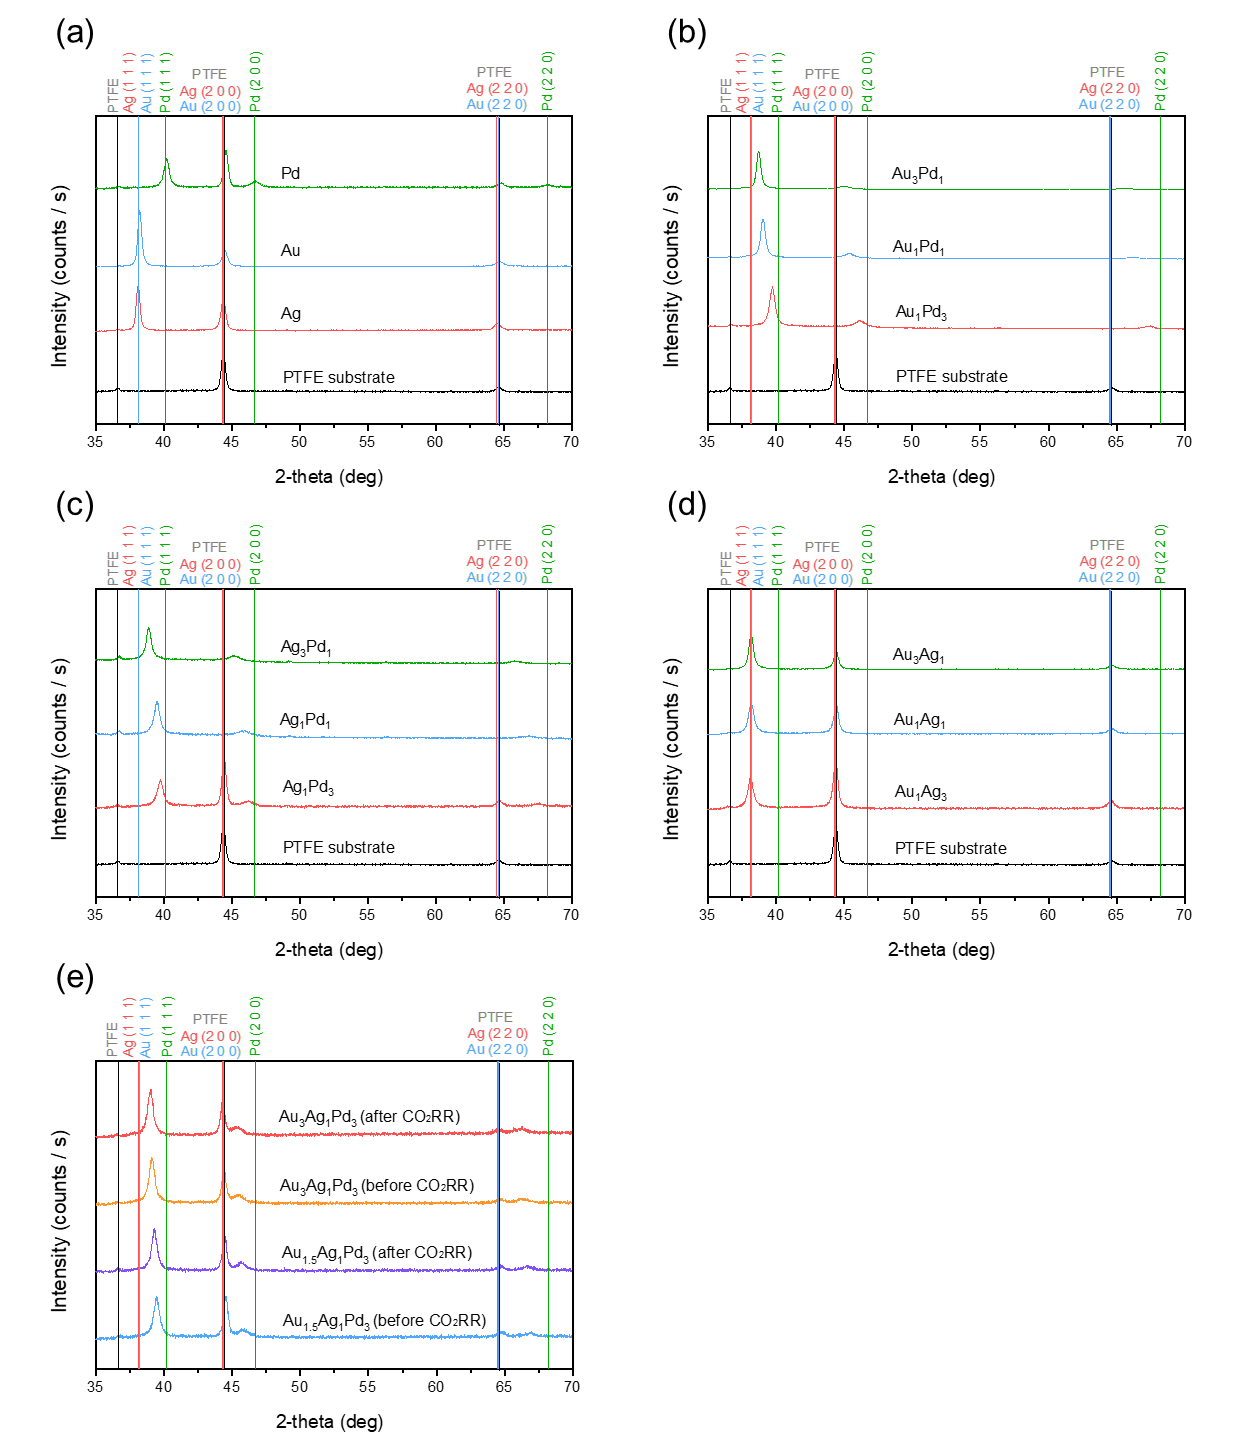 (a)
PTFE
Ag (1 1 1)
Au (1 1 1)
Pd (1 1 1)
PTFE
Ag (2 0 0)
Au (2 0 0)
Pd (2 0 0)
PTFE
Ag (2 2 0)
Au (2 2 0)
Pd (2 2 0)
Intensity (counts / s)
Pd
Au
Ag
PTFE substrate
35 40 45 50 55 60 65 70
2-theta (deg)
(b)
PTFE
Ag (1 1 1)
Au (1 1 1)
Pd (1 1 1)
PTFE
Ag (2 0 0)
Au (2 0 0)
Pd (2 0 0)
PTFE
Ag (2 2 0)
Au (2 2 0)
Pd (2 2 0)
Intensity (counts / s)
Au3Pd1
Au1Pd1
Au1Pd3
PTFE substrate
35 40 45 50 55 60 65 70
2-theta (deg)
(c)
PTFE
Ag (1 1 1)
Au (1 1 1)
Pd (1 1 1)
PTFE
Ag (2 0 0)
Au (2 0 0)
Pd (2 0 0)
PTFE
Ag (2 2 0)
Au (2 2 0)
Pd (2 2 0)
Intensity (counts / s)
Ag3Pd1
Ag1Pd1
Ag1Pd3
PTFE substrate
35 40 45 50 55 60 65 70
2-theta (deg)
(d)
PTFE
Ag (1 1 1)
Au (1 1 1)
Pd (1 1 1)
PTFE
Ag (2 0 0)
Au (2 0 0)
Pd (2 0 0)
PTFE
Ag (2 2 0)
Au (2 2 0)
Pd (2 2 0)
Intensity (counts / s)
Au3Ag1
Au1Ag1
Au1Ag3
PTFE substrate
35 40 45 50 55 60 65 70
2-theta (deg)
(e)
PTFE
Ag (1 1 1)
Au (1 1 1)
Pd (1 1 1)
PTFE
Ag (2 0 0)
Au (2 0 0)
Pd (2 0 0)
PTFE
Ag (2 2 0)
Au (2 2 0)
Pd (2 2 0)
Intensity (counts / s)
Au3Ag1Pd3 (after CO2RR)
Au3Ag1Pd3 (before CO2RR)
Au1.5Ag1Pd3 (after CO2RR)
Au1.5Ag1Pd3 (before CO2RR)
35 40 45 50 55 60 65 70
2-theta (deg)